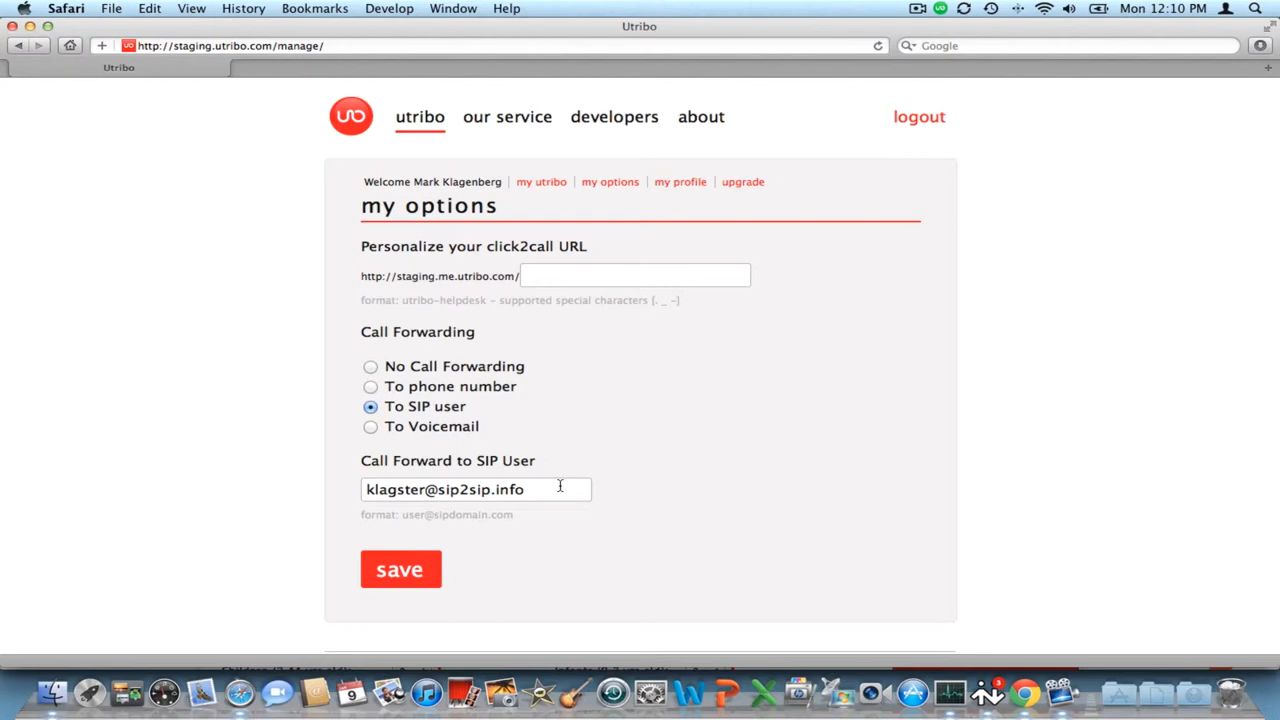 Safari File Edit View History Bookmarks Develop Window Help Mon 12:10 PM
Utribo
http://staging.utribo.com/manage/ Google
Utribo
utribo our service developers about logout
Welcome Mark Klagenberg my utribo my options my profile upgrade
my options
Personalize your click2call URL
http://staging.me.utribo.com/
format: utribo-helpdesk - supported special characters [. _ -]
Call Forwarding
No Call Forwarding
To phone number
To SIP user
To Voicemail
Call Forward to SIP User
klagster@sip2sip.info
format: user@sipdomain.com
save